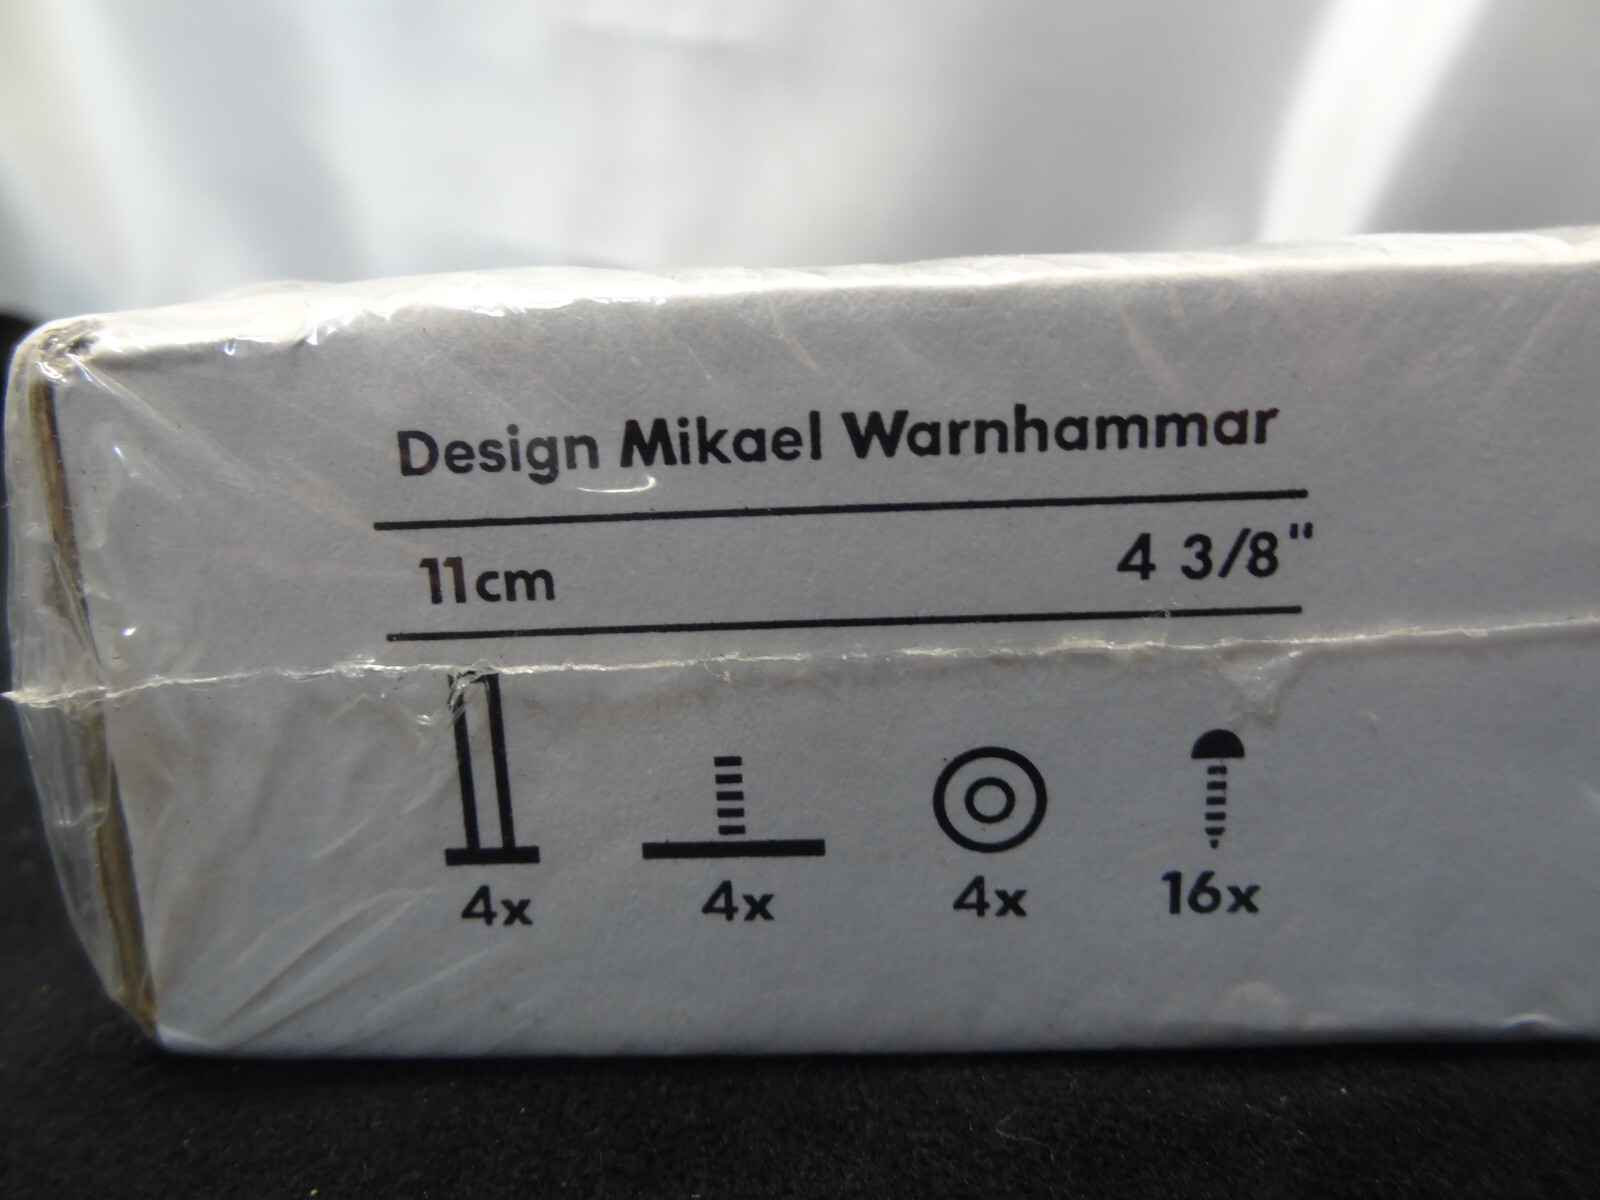 Design Mikael Warnhammar
11cm 4 3/8"
4x 4x 4x 16x